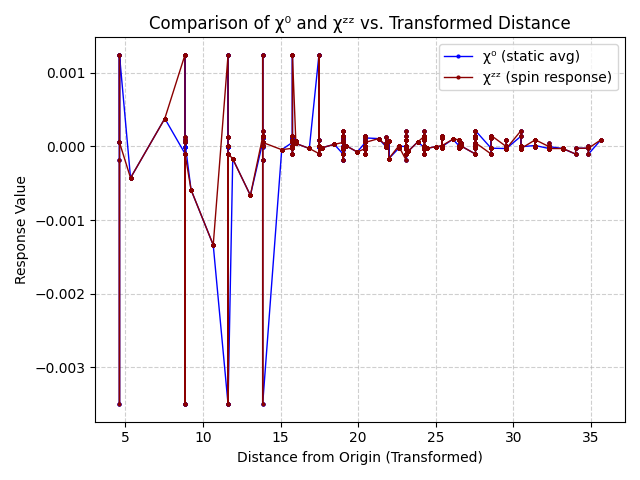 Comparison of χ⁰ and χᶻᶻ vs. Transformed Distance
χ⁰ (static avg)
χᶻᶻ (spin response)
Response Value
0.001
0.000
−0.001
−0.002
−0.003
5 10 15 20 25 30 35
Distance from Origin (Transformed)